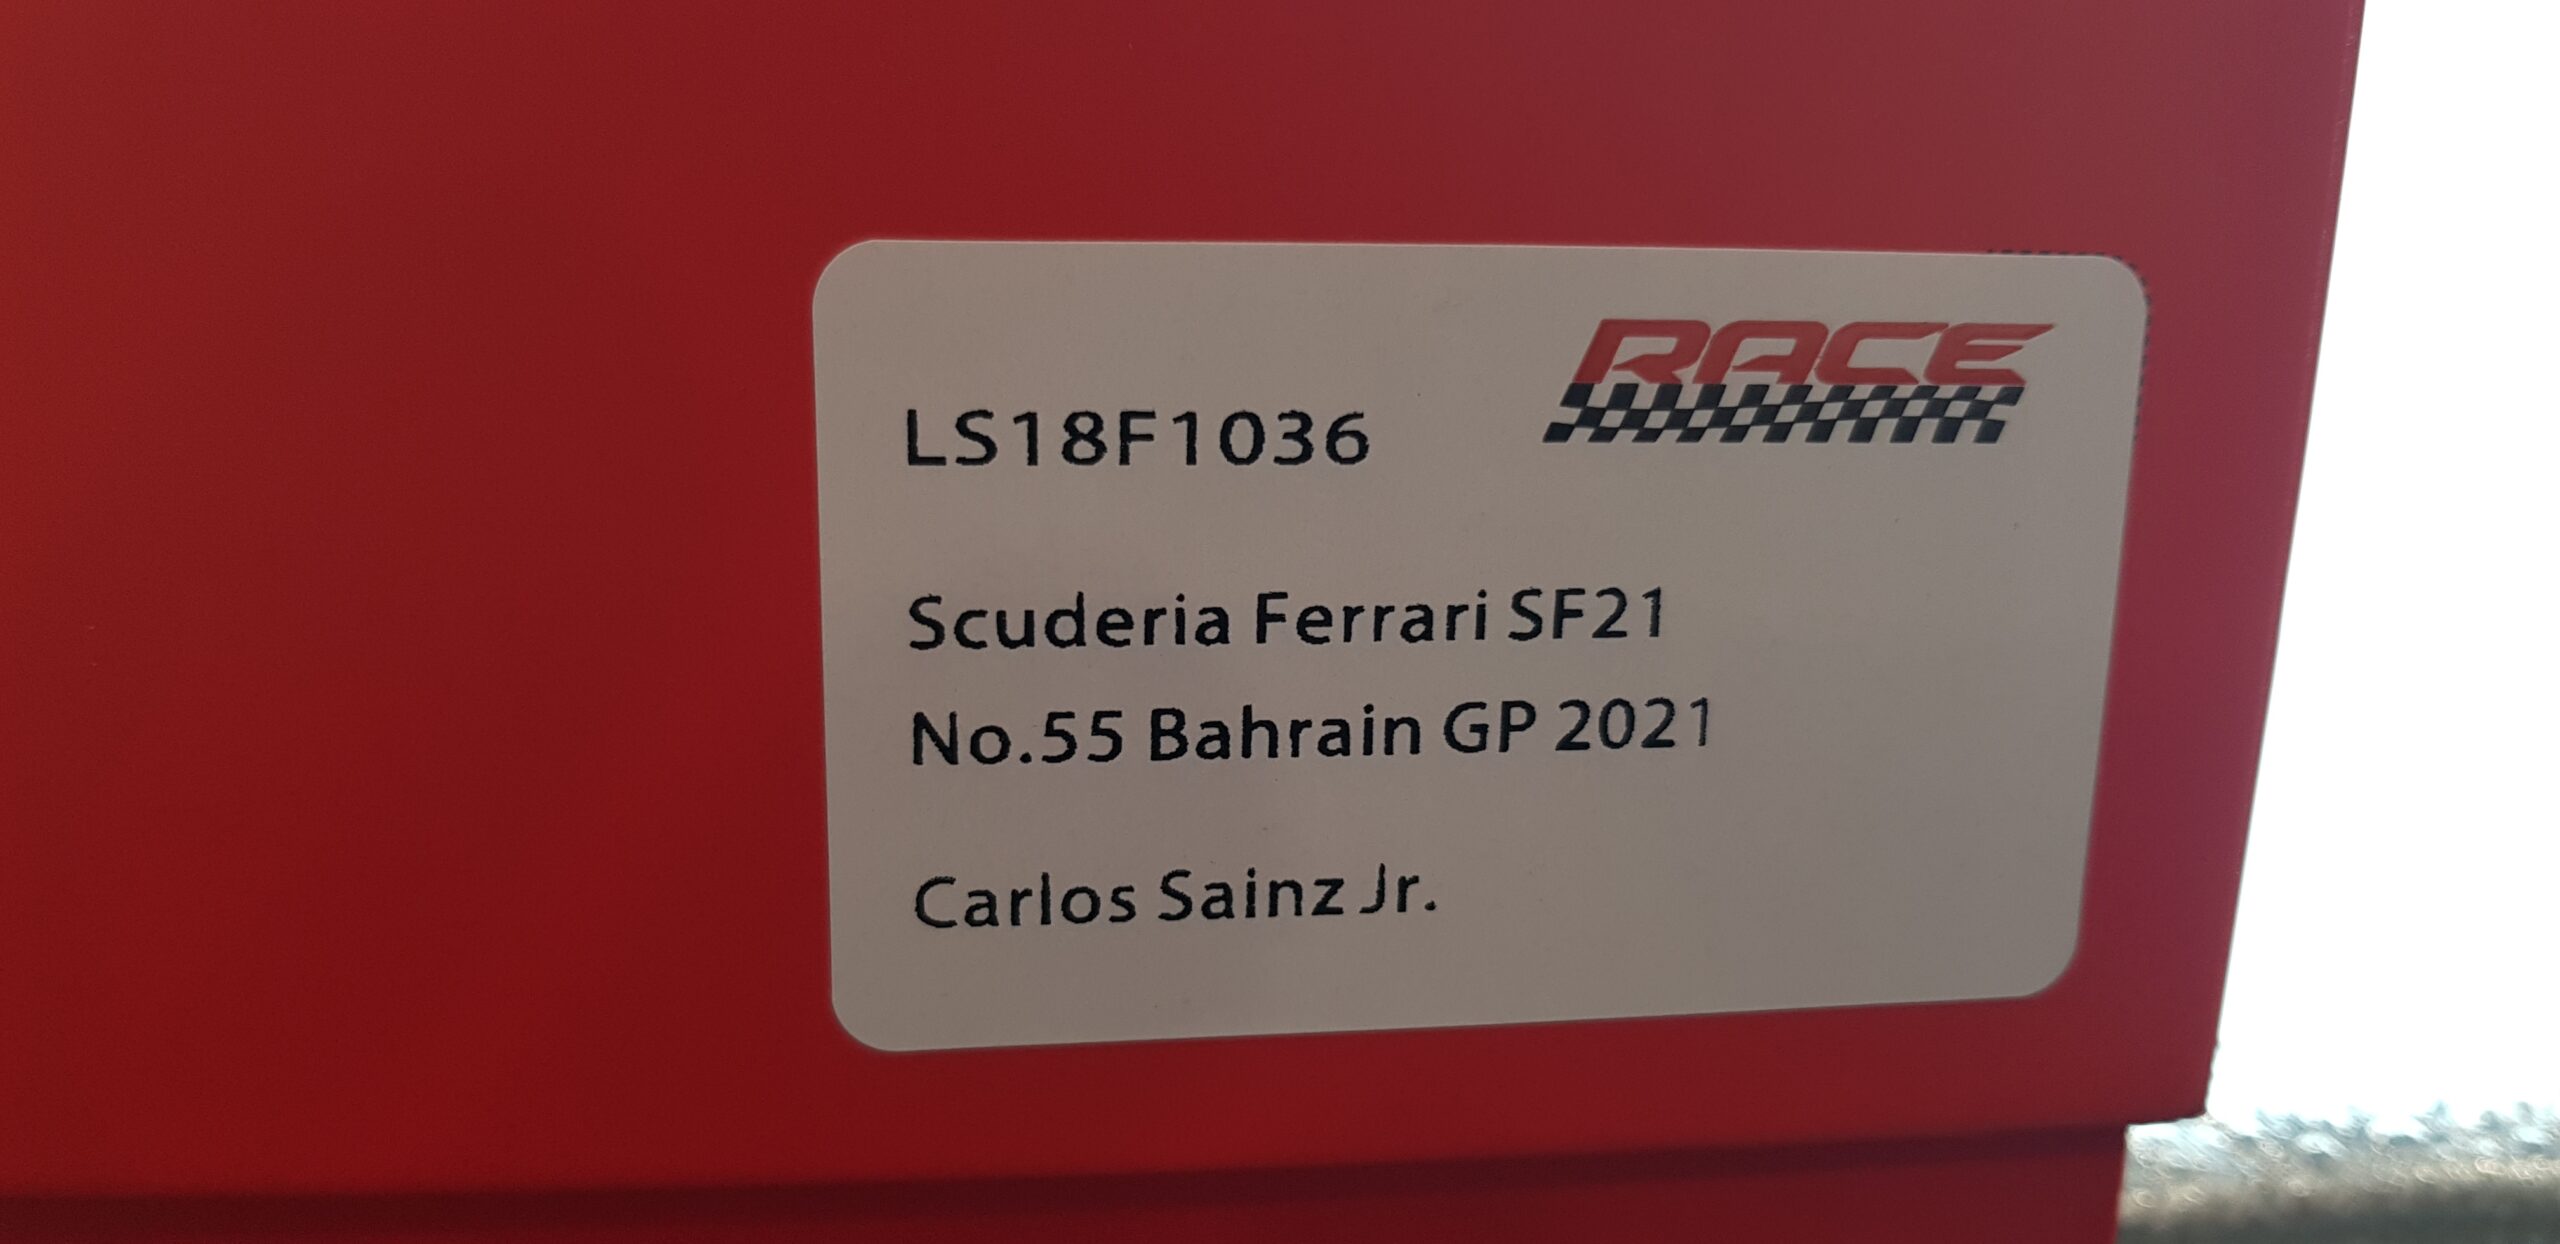 RACE
LS18F1036
Scuderia Ferrari SF21
No.55 Bahrain GP 2021
Carlos Sainz Jr.